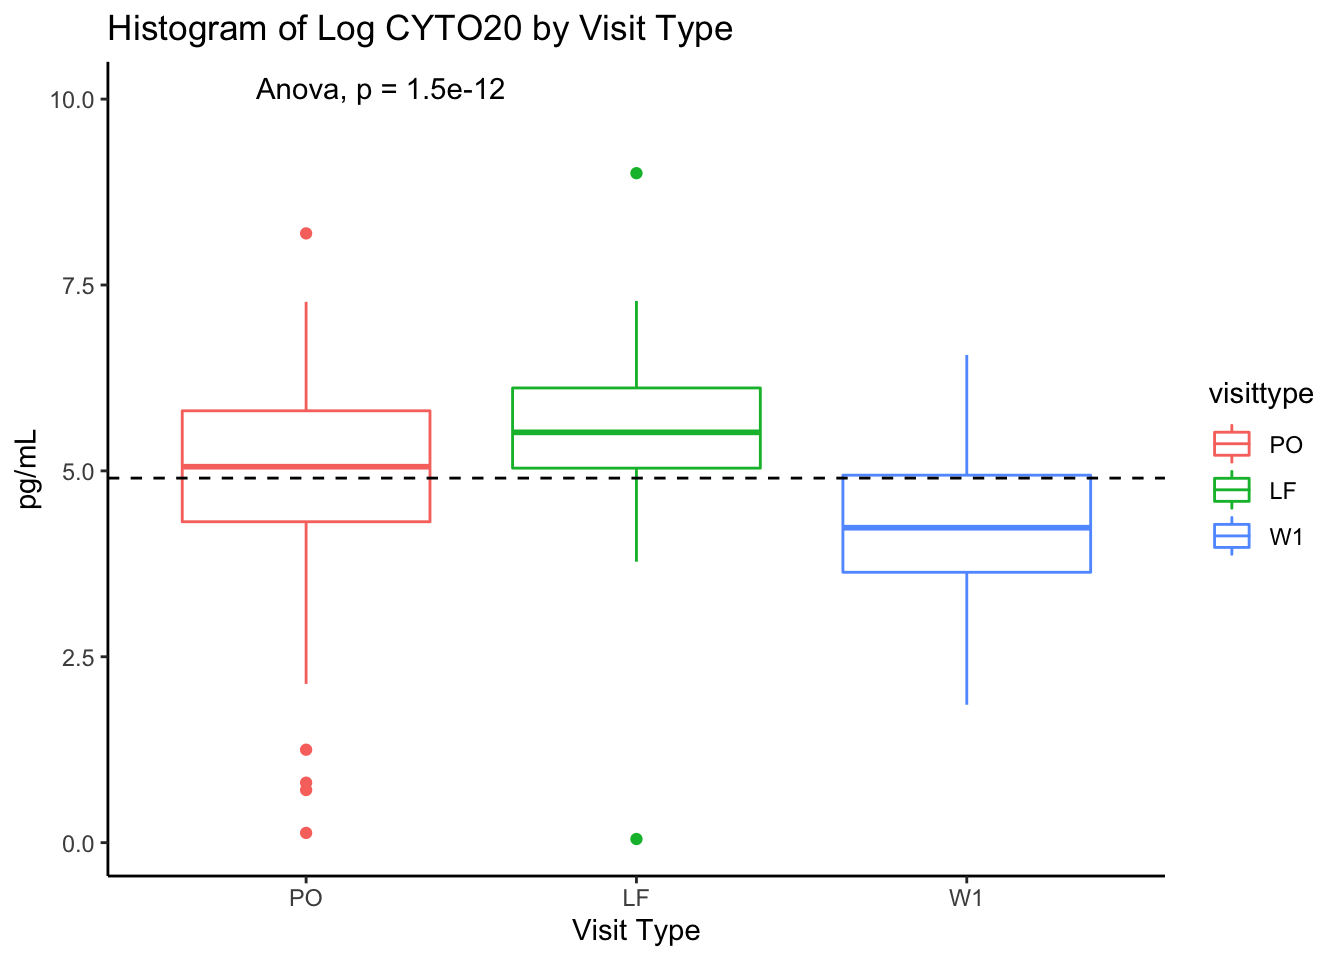 Histogram of Log CYTO20 by Visit Type
Anova, p = 1.5e-12
10.0
7.5
5.0
2.5
0.0
pg/mL
PO
LF
W1
Visit Type
visittype
PO
LF
W1